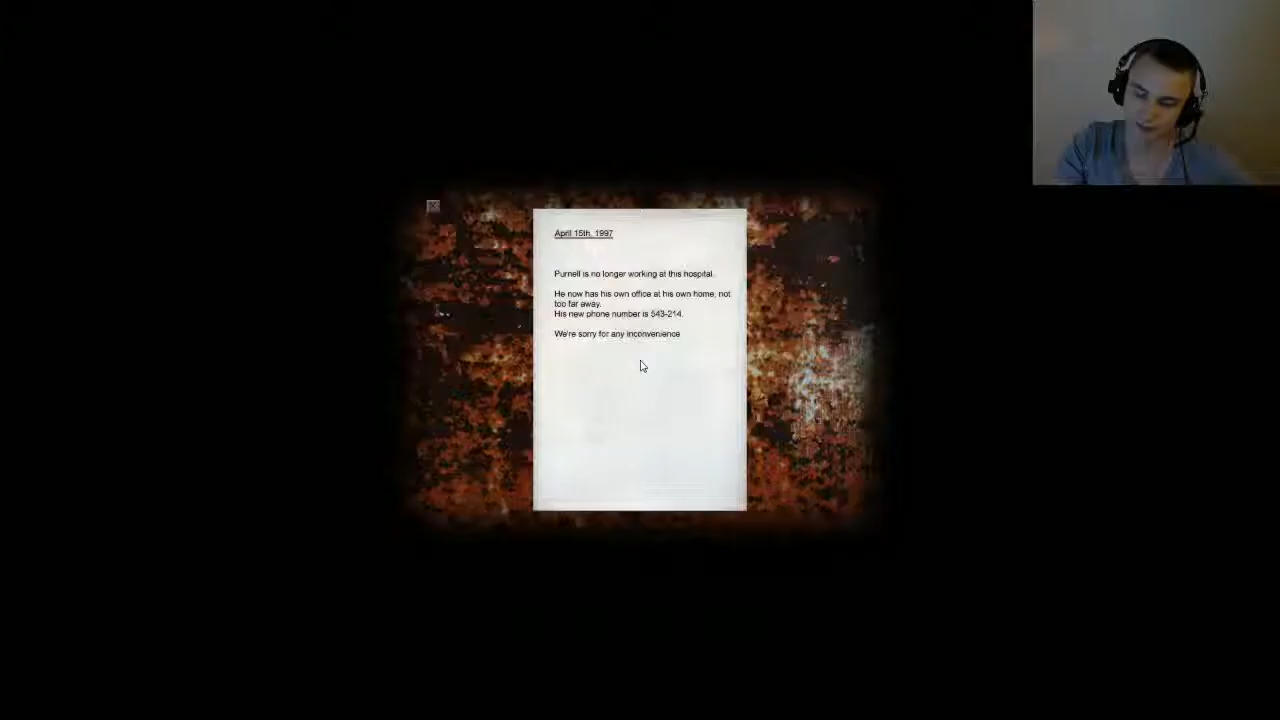 April 15th, 1997
Purnell is no longer working at this hospital.
He now has his own office at his own home, not
too far away.
His new phone number is 543-214.
We're sorry for any inconvenience